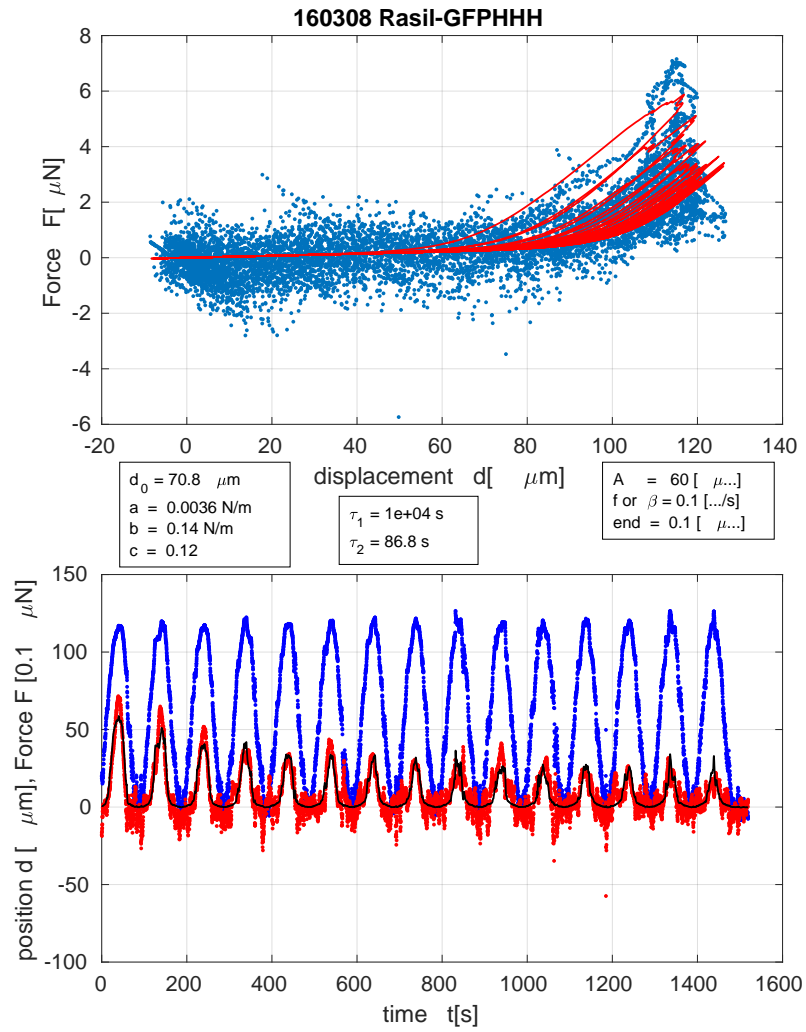 160308 Rasil-GFPHHH
8
6
4
2
0
-2
-4
-6
Force F[ μN]
-20 0 20 40 60 80 100 120 140
displacement d[ μm]
d0 = 70.8 μm
a = 0.0036 N/m
b = 0.14 N/m
c = 0.12
τ1 = 1e+04 s
τ2 = 86.8 s
A = 60 [ μ...]
f or β = 0.1 [.../s]
end = 0.1 [ μ...]
150
100
50
0
-50
-100
position d [ μm], Force F [0.1 μN]
0 200 400 600 800 1000 1200 1400 1600
time t[s]